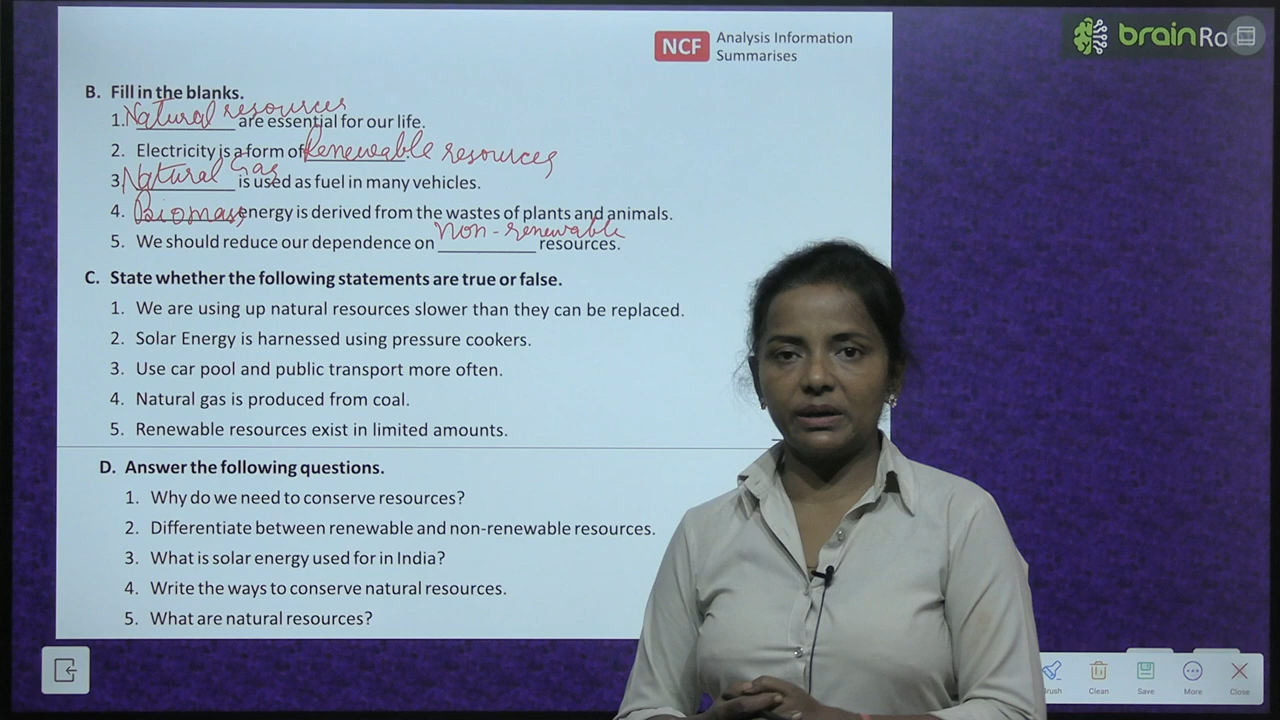 NCF Analysis Information
Summarises
brainRo
B. Fill in the blanks.
1. Natural resources are essential for our life.
2. Electricity is a form of Renewable resources.
3. Natural Gas is used as fuel in many vehicles.
4. Biomass energy is derived from the wastes of plants and animals.
5. We should reduce our dependence on non-renewable resources.
C. State whether the following statements are true or false.
1. We are using up natural resources slower than they can be replaced.
2. Solar Energy is harnessed using pressure cookers.
3. Use car pool and public transport more often.
4. Natural gas is produced from coal.
5. Renewable resources exist in limited amounts.
D. Answer the following questions.
1. Why do we need to conserve resources?
2. Differentiate between renewable and non-renewable resources.
3. What is solar energy used for in India?
4. Write the ways to conserve natural resources.
5. What are natural resources?
Brush Clean Save More Close